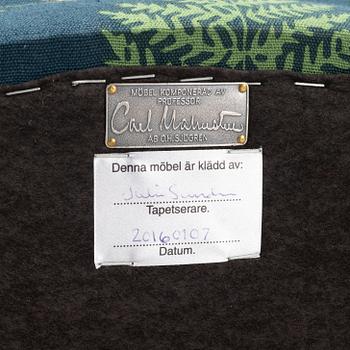 MÖBEL KOMPONERAD AV
PROFESSOR
Carl Malmsten
AB O.H. SJÖGREN
Denna möbel är klädd av:
Tapetserare.
20160107
Datum.